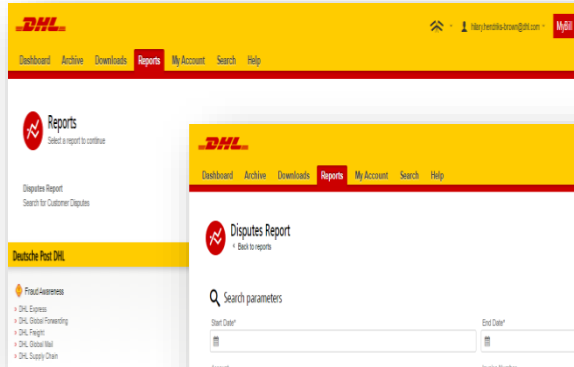 DHL
hilary.hendriks-brown@dhl.com
MyBill
Dashboard Archive Downloads Reports My Account Search Help
Reports
Select a report to continue
Disputes Report
Search for Customer Disputes
Deutsche Post DHL
Fraud Awareness
> DHL Express
> DHL Global Forwarding
> DHL Freight
> DHL Global Mail
> DHL Supply Chain
DHL
Dashboard Archive Downloads Reports My Account Search Help
Disputes Report
< Back to reports
Search parameters
Start Date* End Date*